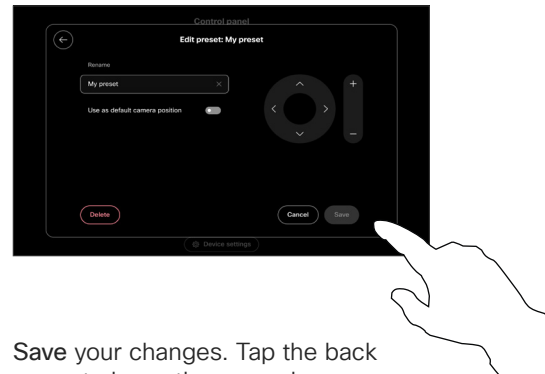 Control panel
Edit preset: My preset
Rename
My preset
Use as default camera position
Delete
Cancel Save
Device settings
Save your changes. Tap the back